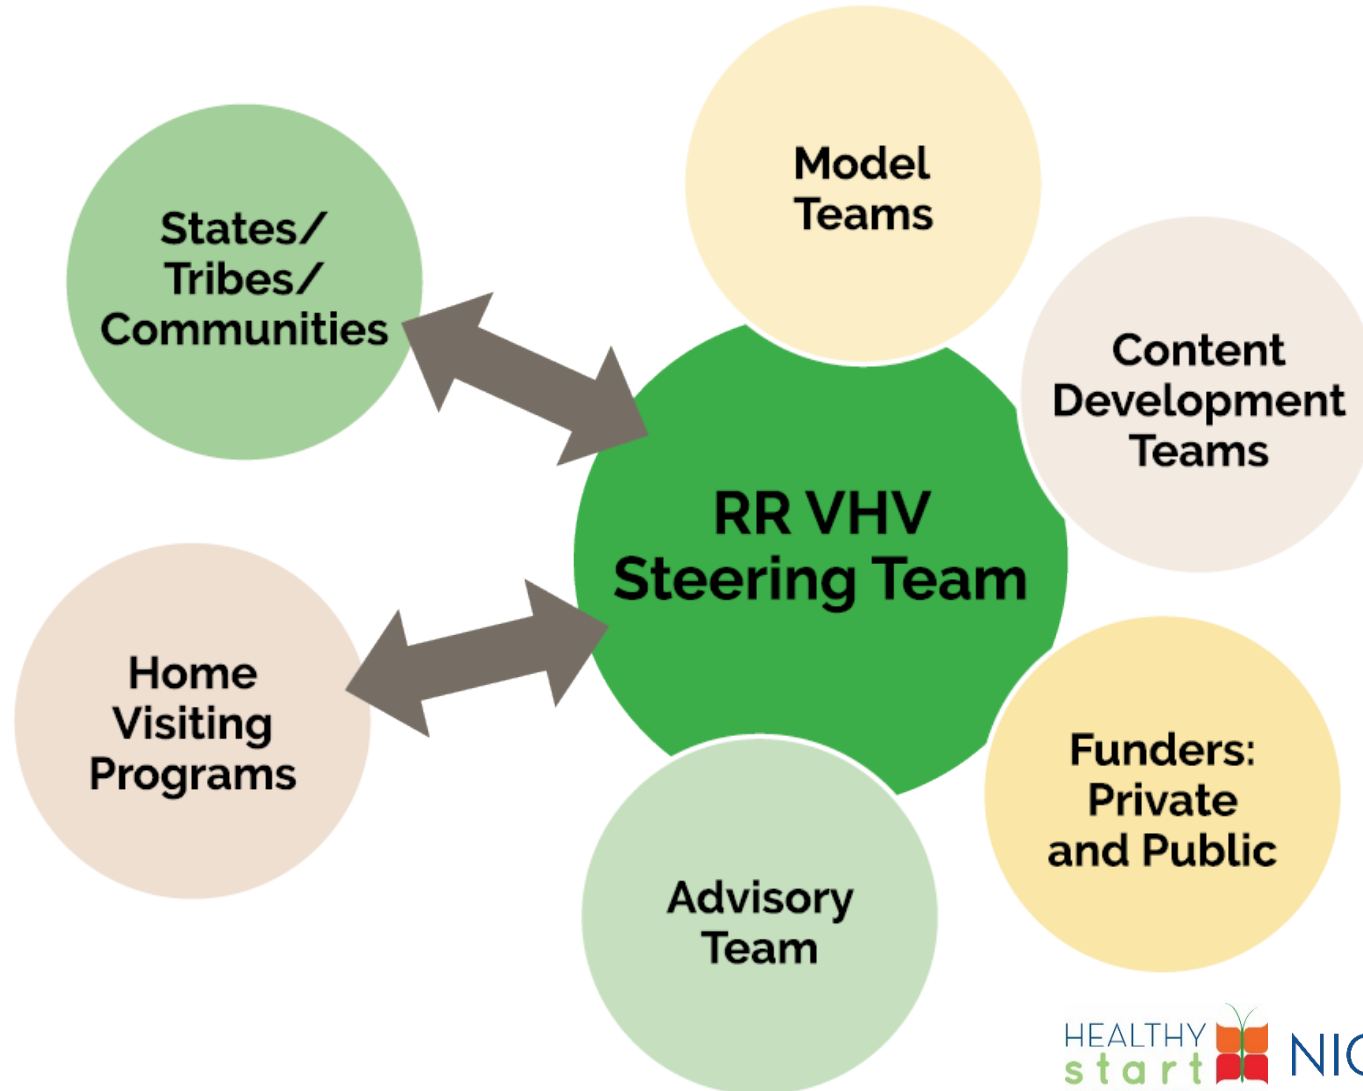 Model
Teams
States/
Tribes/
Communities
Content
Development
Teams
RR VHV
Steering Team
Home
Visiting
Programs
Funders:
Private
and Public
Advisory
Team
HEALTHY
start